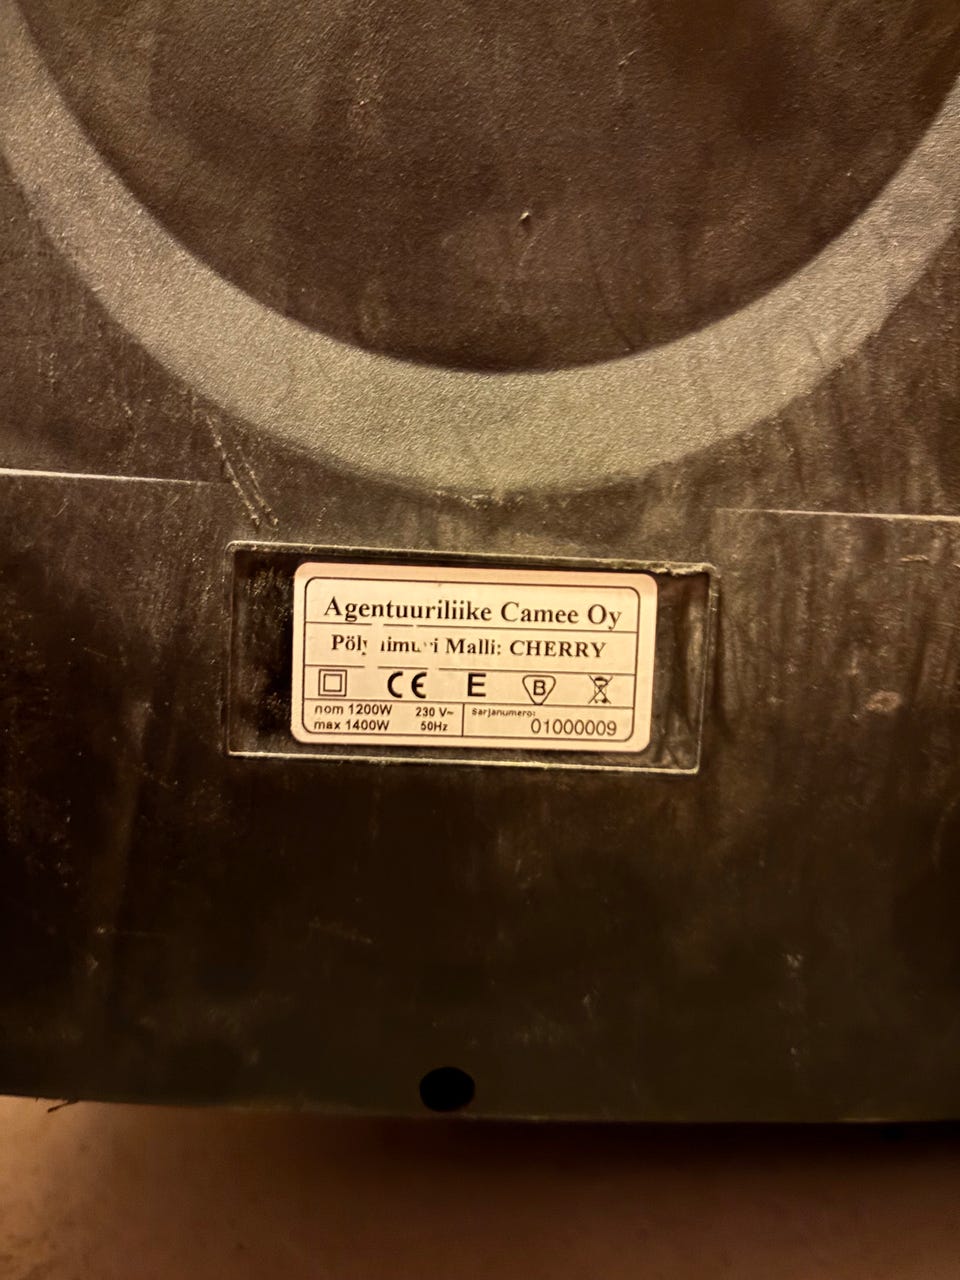 Agentuuriliike Camee Oy
Malli: CHERRY
CE E B
nom 1200W 230 V~
max 1400W 50Hz
Sarjanumero:
01000009